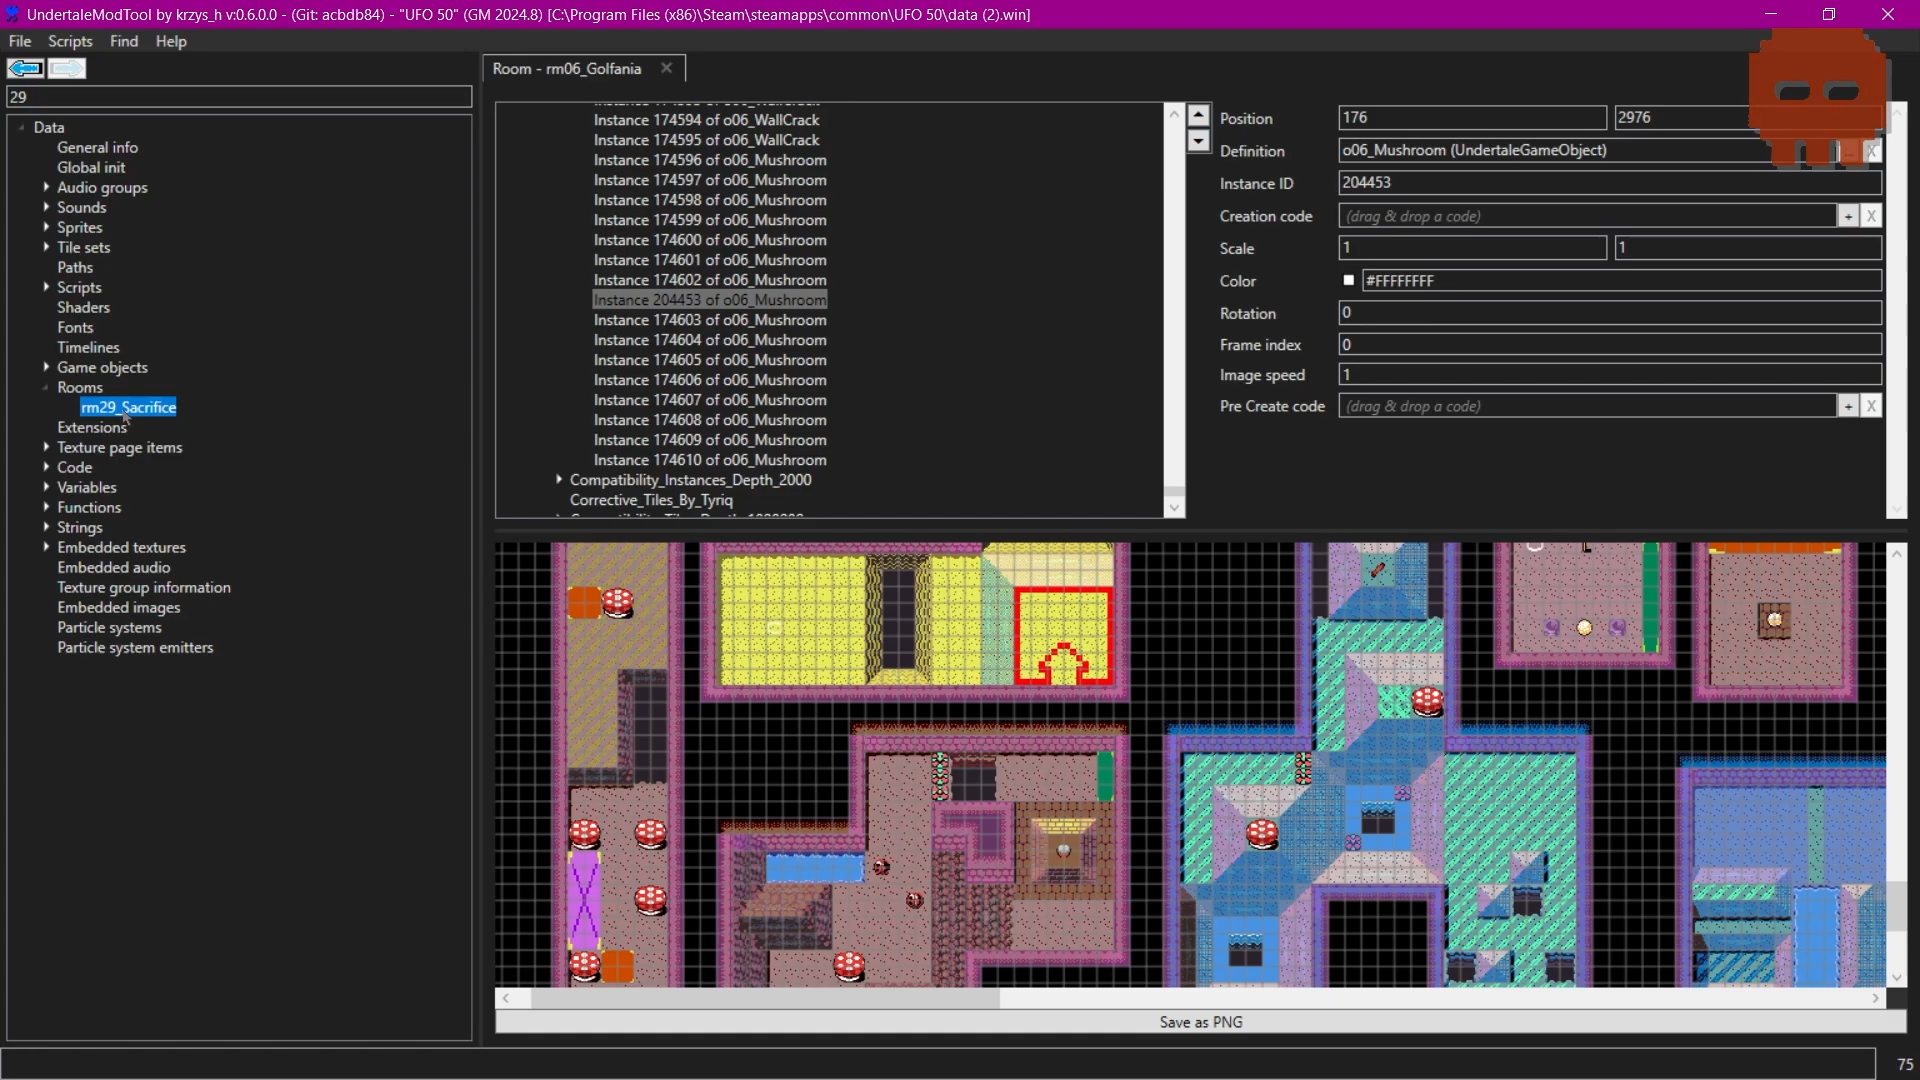 UndertaleModTool by krzys_h v:0.6.0.0 - (Git: acbdb84) - "UFO 50" (GM 2024.8) [C:\Program Files (x86)\Steam\steamapps\common\UFO 50\data (2).win]
File Scripts Find Help
29
Data
General info
Global init
Audio groups
Sounds
Sprites
Tile sets
Paths
Scripts
Shaders
Fonts
Timelines
Game objects
Rooms
rm29_Sacrifice
Extensions
Texture page items
Code
Variables
Functions
Strings
Embedded textures
Embedded audio
Texture group information
Embedded images
Particle systems
Particle system emitters
Room - rm06_Golfania
Instance 174594 of o06_WallCrack
Instance 174595 of o06_WallCrack
Instance 174596 of o06_Mushroom
Instance 174597 of o06_Mushroom
Instance 174598 of o06_Mushroom
Instance 174599 of o06_Mushroom
Instance 174600 of o06_Mushroom
Instance 174601 of o06_Mushroom
Instance 174602 of o06_Mushroom
Instance 204453 of o06_Mushroom
Instance 174603 of o06_Mushroom
Instance 174604 of o06_Mushroom
Instance 174605 of o06_Mushroom
Instance 174606 of o06_Mushroom
Instance 174607 of o06_Mushroom
Instance 174608 of o06_Mushroom
Instance 174609 of o06_Mushroom
Instance 174610 of o06_Mushroom
Compatibility_Instances_Depth_2000
Corrective_Tiles_By_Tyriq
Position 176 2976
Definition o06_Mushroom (UndertaleGameObject) X
Instance ID 204453
Creation code (drag & drop a code) + X
Scale 1 1
Color #FFFFFFFF
Rotation 0
Frame index 0
Image speed 1
Pre Create code (drag & drop a code) + X
Save as PNG
75